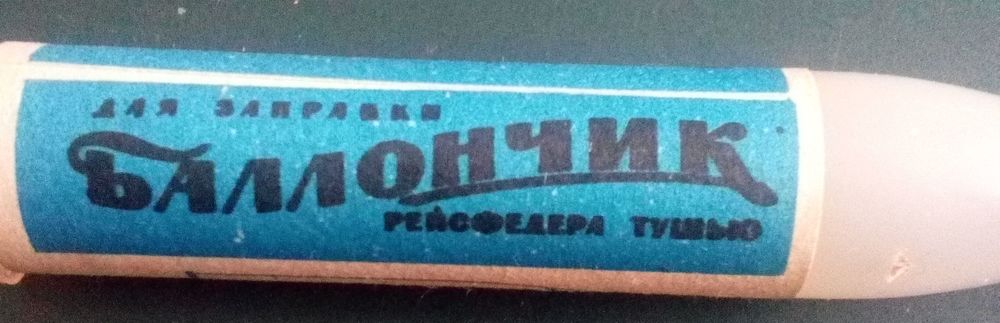 ДЛЯ ЗАПРАВКИ
БАЛЛОНЧИК
РЕЙСФЕДЕРА ТУШЬЮ